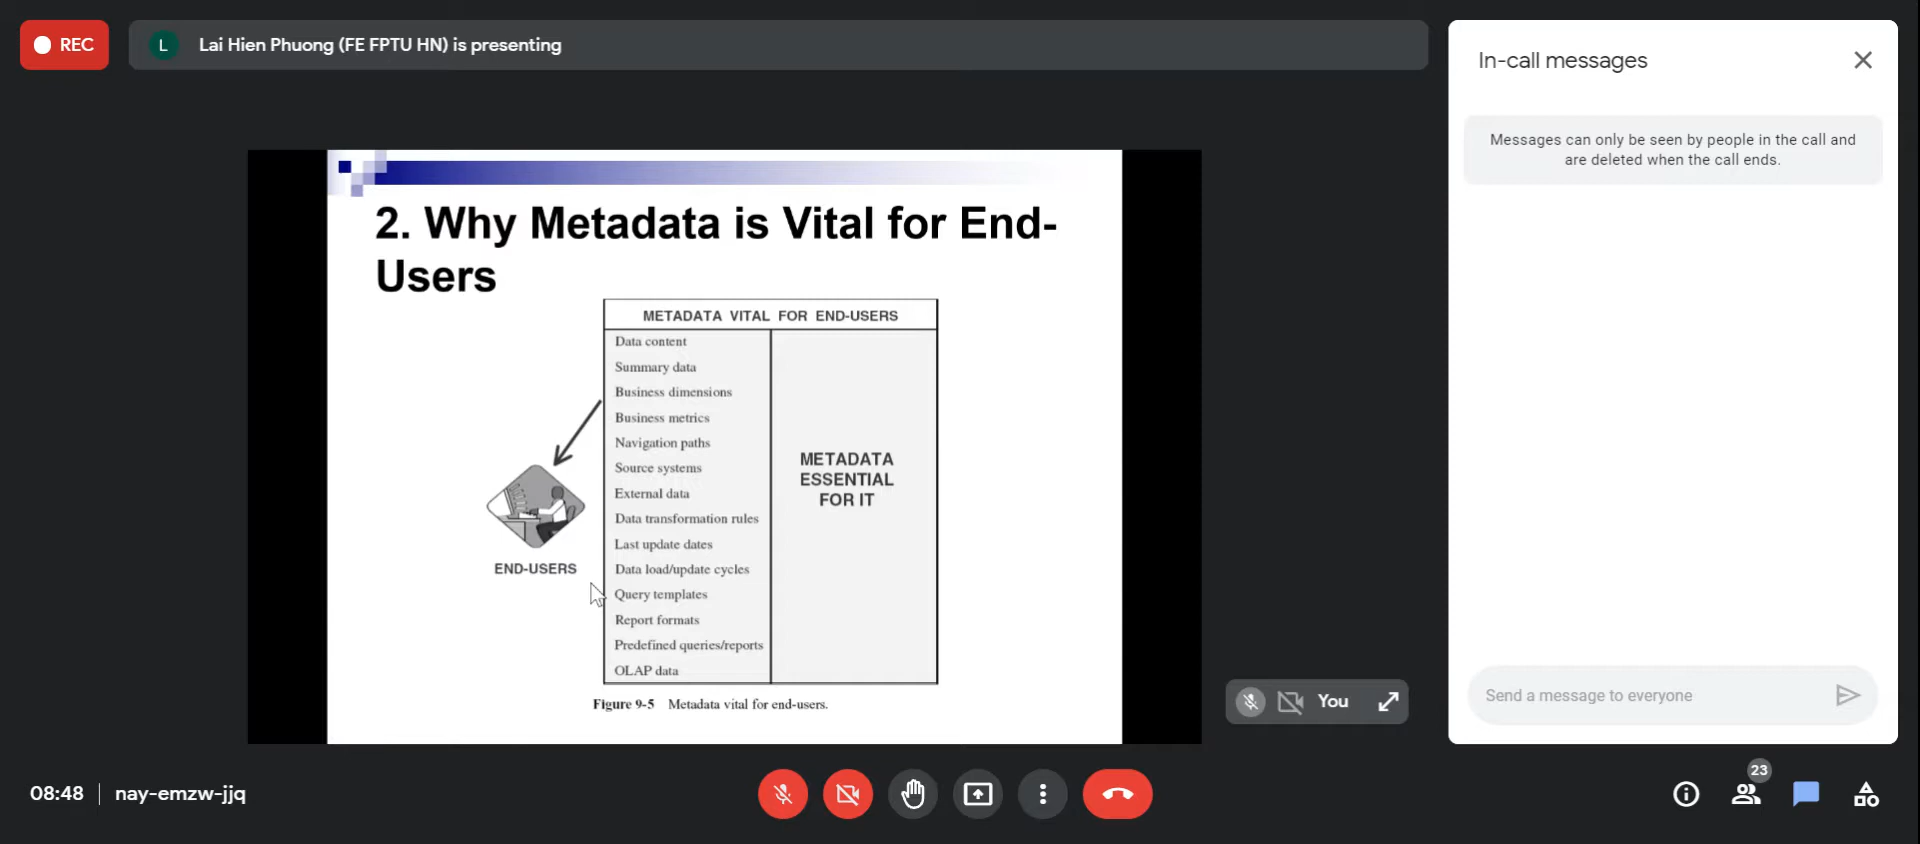 REC
L
Lai Hien Phuong (FE FPTU HN) is presenting
2. Why Metadata is Vital for End-
Users
METADATA VITAL FOR END-USERS
Data content
Summary data
Business dimensions
Business metrics
Navigation paths
Source systems
External data
Data transformation rules
Last update dates
Data load/update cycles
Query templates
Report formats
Predefined queries/reports
OLAP data
METADATA
ESSENTIAL
FOR IT
END-USERS
Figure 9-5 Metadata vital for end-users.
You
In-call messages
Messages can only be seen by people in the call and
are deleted when the call ends.
Send a message to everyone
08:48 | nay-emzw-jjq
23